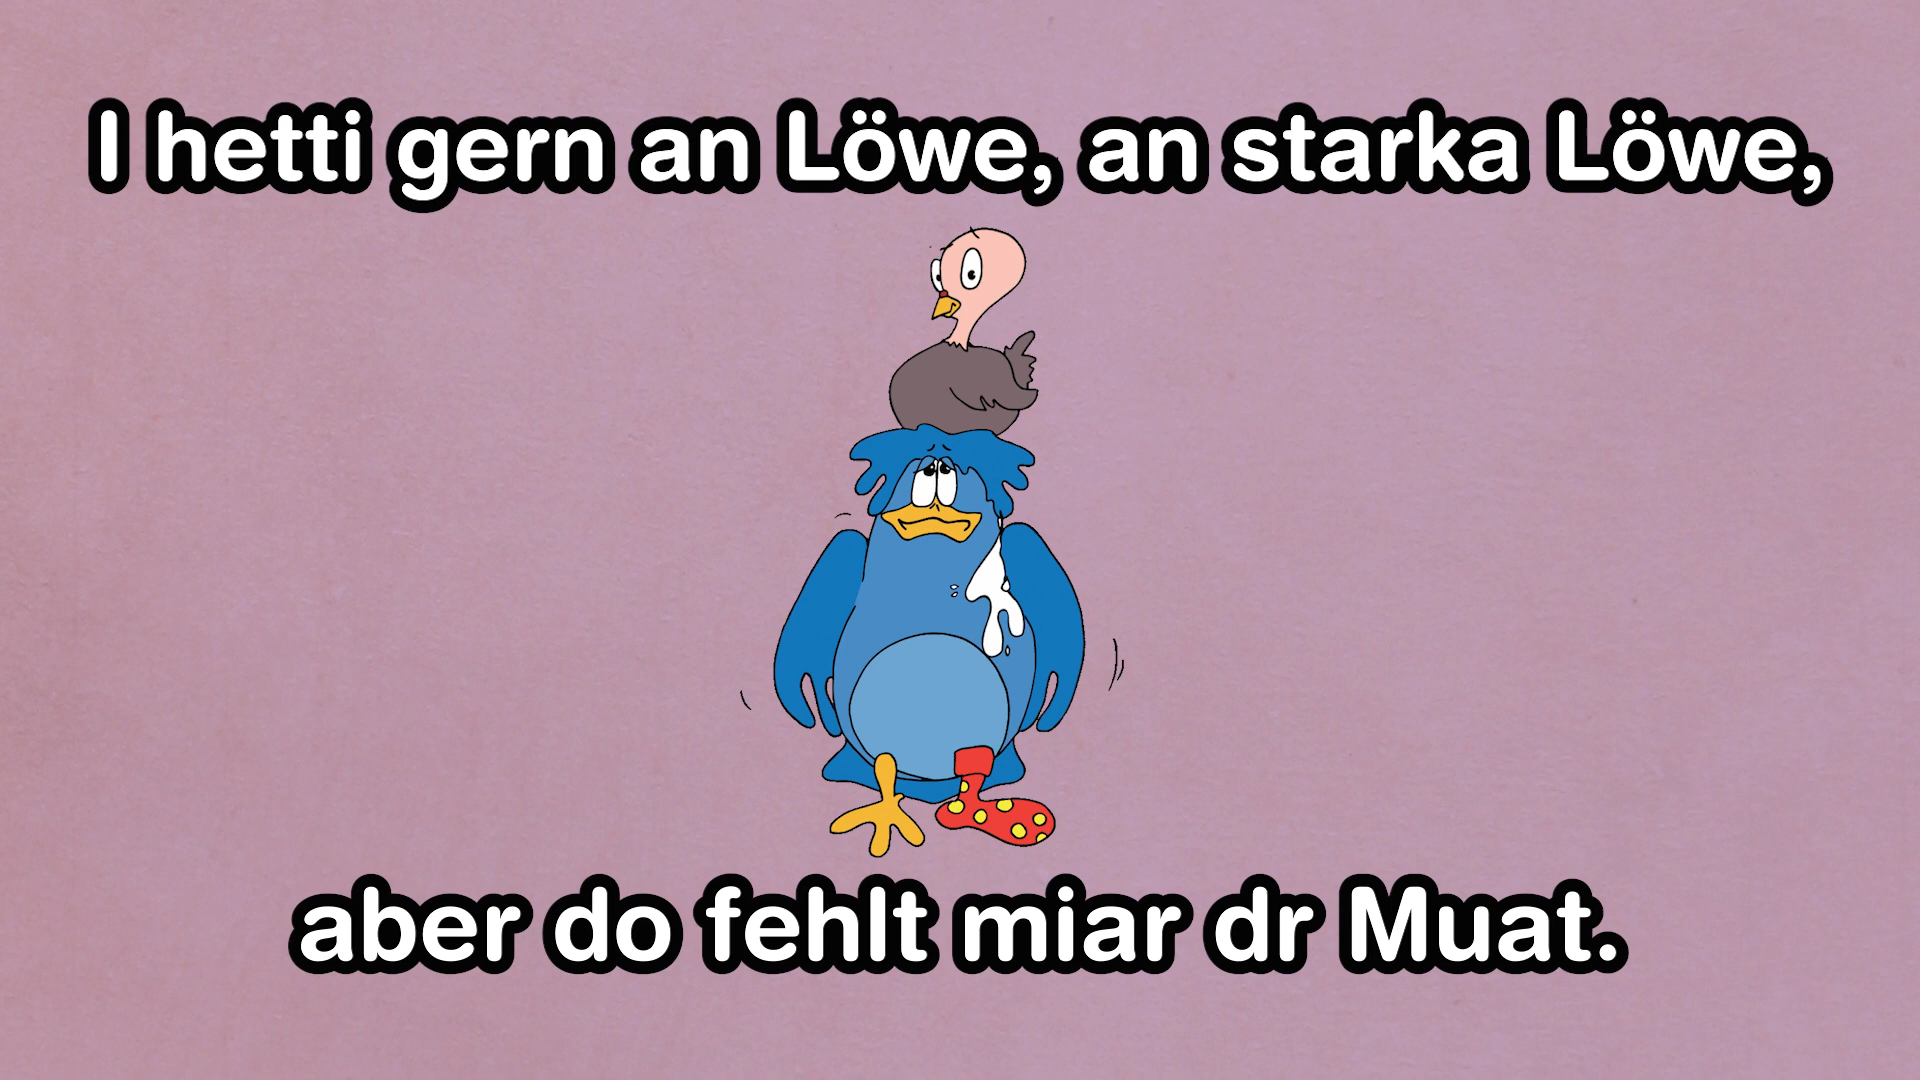 I hetti gern an Löwe, an starka Löwe,
aber do fehlt miar dr Muat.